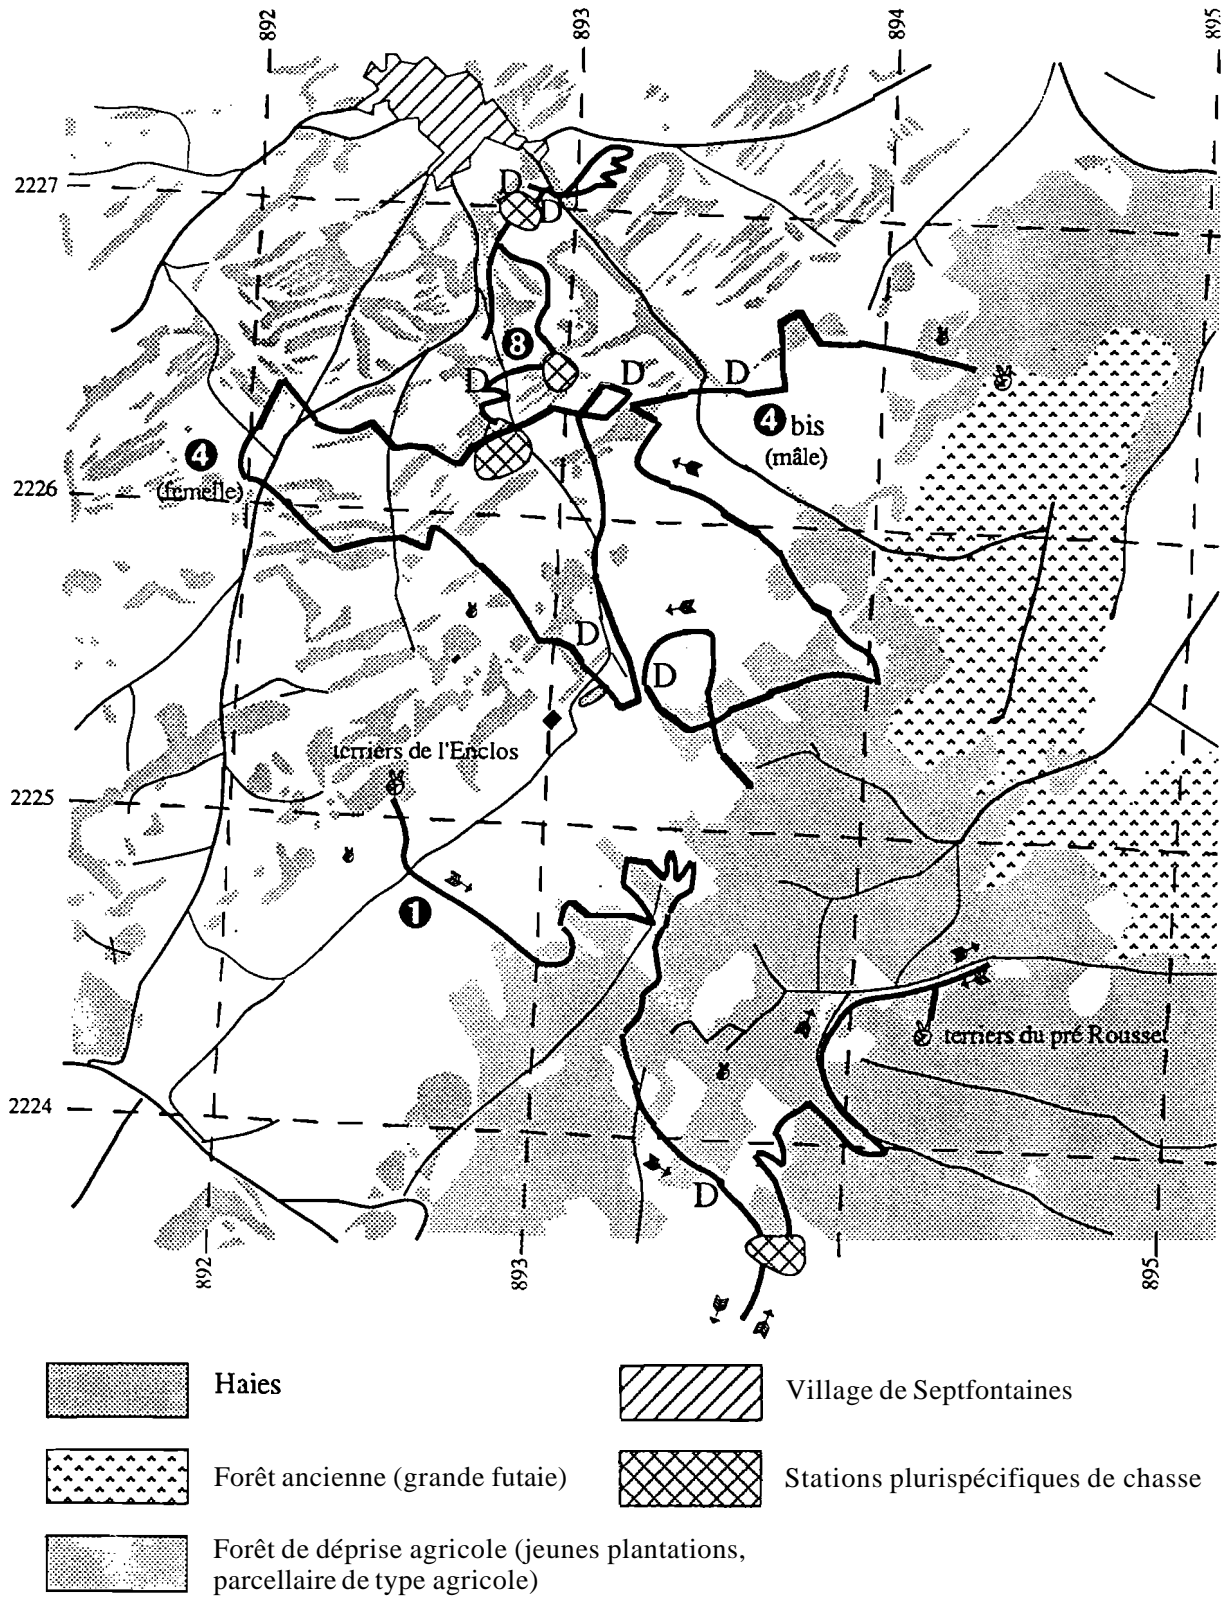 892
893
894
895
2227
D
D
8
D
D
D
4 bis
(mâle)
4
(femelle)
2226
D
D
terriers de l'Enclos
2225
1
terriers du pré Roussel
2224
D
892
893
895
Haies
Village de Septfontaines
Forêt ancienne (grande futaie)
Stations plurispécifiques de chasse
Forêt de déprise agricole (jeunes plantations,
parcellaire de type agricole)